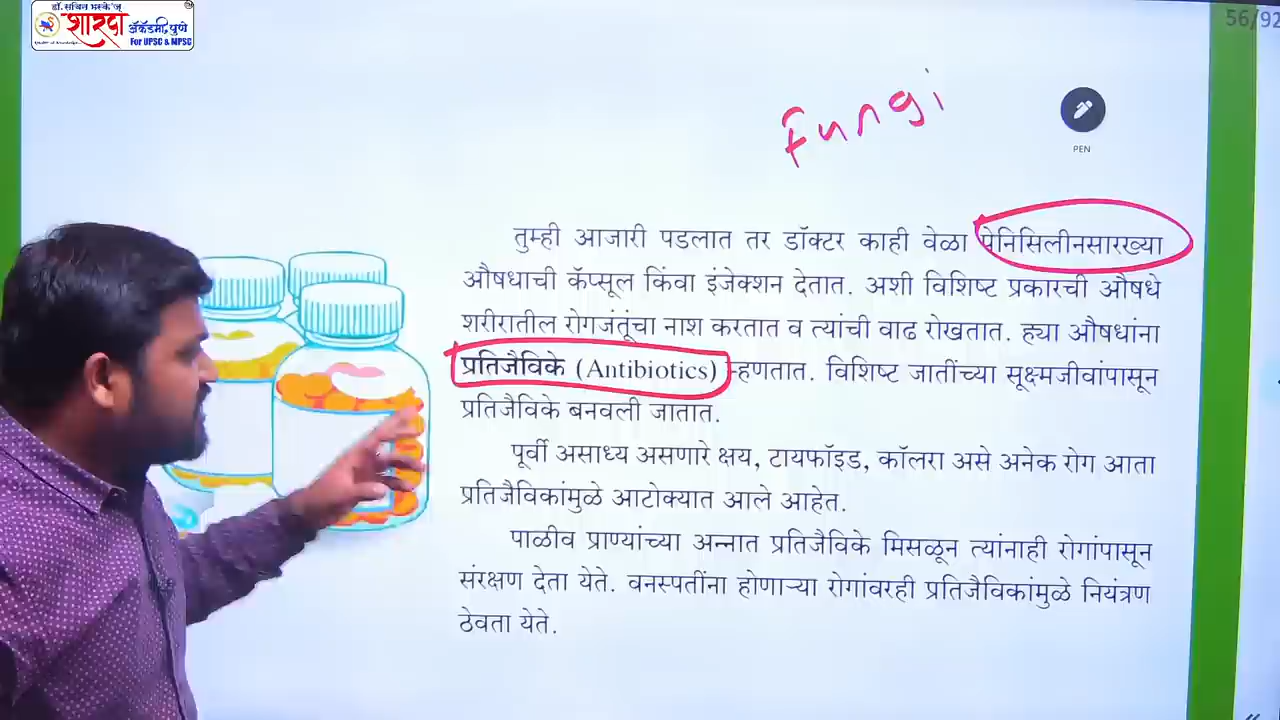 डॉ. सचिन भस्के'ज्
शारदा
ॲकॅडमी, पुणे
For UPSC & MPSC
56/92
Fungi
PEN
तुम्ही आजारी पडलात तर डॉक्टर काही वेळा पेनिसिलीनसारख्या
औषधाची कॅप्सूल किंवा इंजेक्शन देतात. अशी विशिष्ट प्रकारची औषधे
शरीरातील रोगजंतूंचा नाश करतात व त्यांची वाढ रोखतात. ह्या औषधांना
प्रतिजैविके (Antibiotics) म्हणतात. विशिष्ट जातींच्या सूक्ष्मजीवांपासून
प्रतिजैविके बनवली जातात.
पूर्वी असाध्य असणारे क्षय, टायफॉइड, कॉलरा असे अनेक रोग आता
प्रतिजैविकांमुळे आटोक्यात आले आहेत.
पाळीव प्राण्यांच्या अन्नात प्रतिजैविके मिसळून त्यांनाही रोगांपासून
संरक्षण देता येते. वनस्पतींना होणाऱ्या रोगांवरही प्रतिजैविकांमुळे नियंत्रण
ठेवता येते.